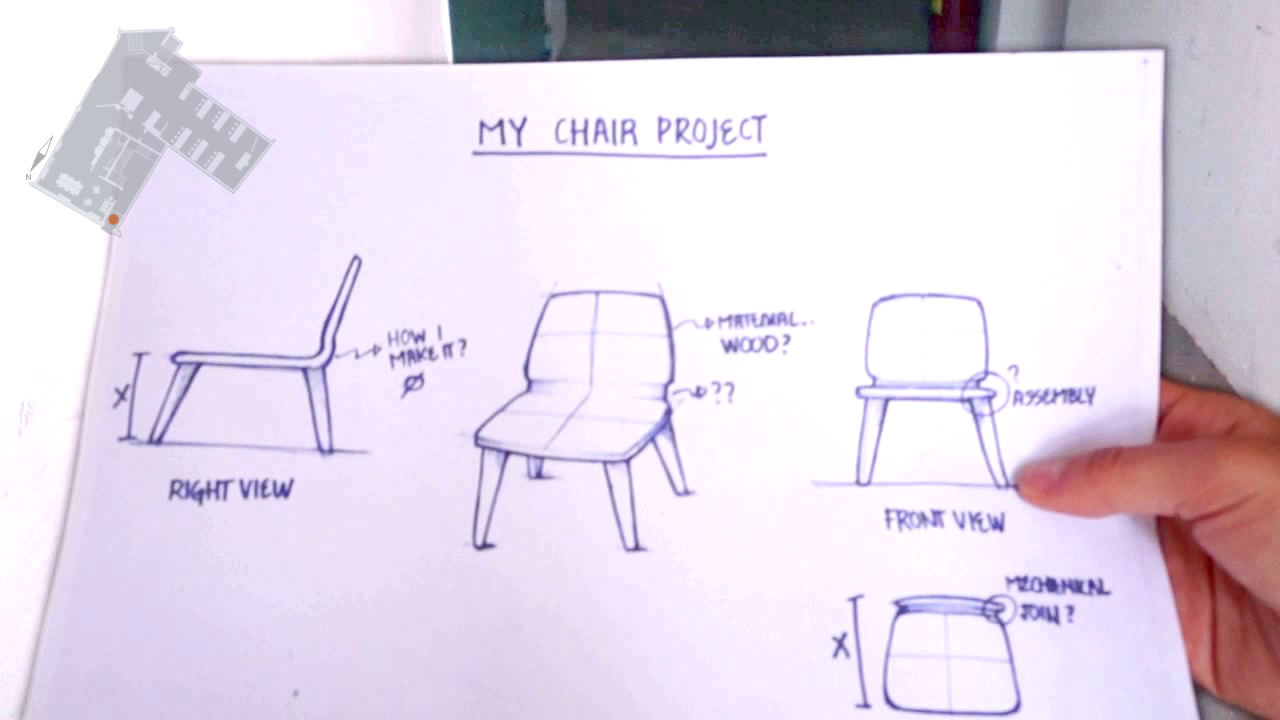 MY CHAIR PROJECT
HOW I
MAKE IT?
Ø
X
RIGHT VIEW
MATERIAL..
WOOD?
??
?
ASSEMBLY
FRONT VIEW
MECHANICAL
JOIN?
X
N